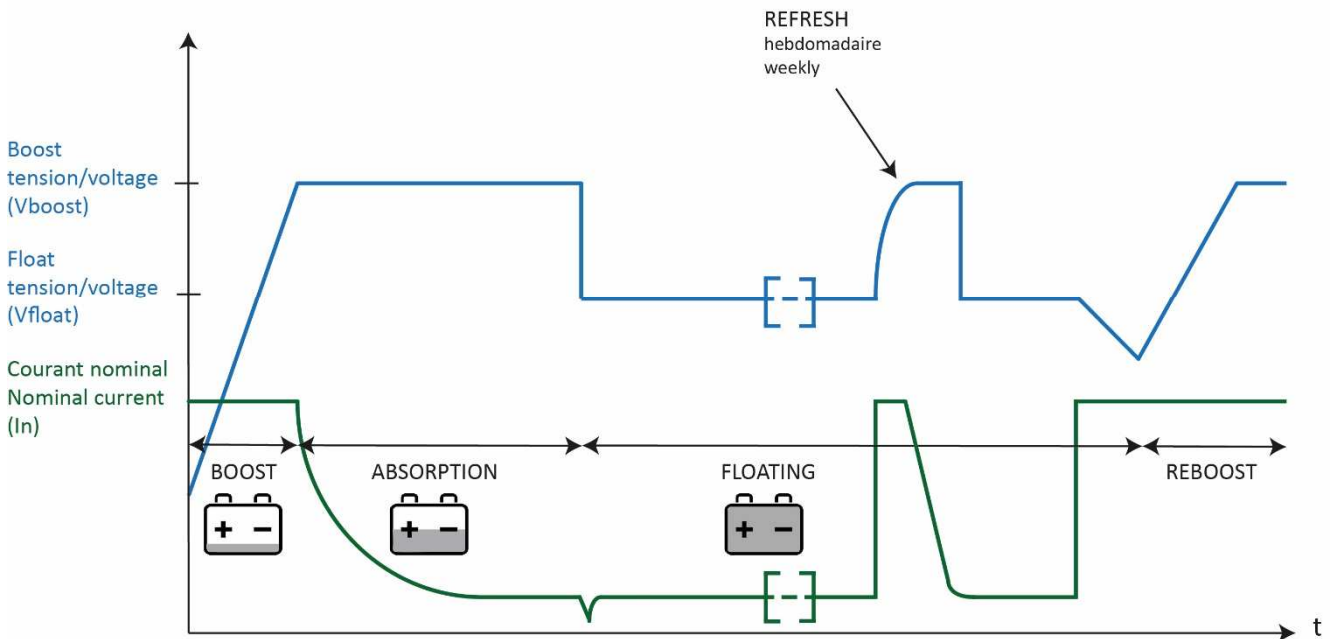 REFRESH
hebdomadaire
weekly
Boost
tension/voltage
(Vboost)
Float
tension/voltage
(Vfloat)
Courant nominal
Nominal current
(In)
BOOST
ABSORPTION
FLOATING
REBOOST
+ −
+ −
+ −
t